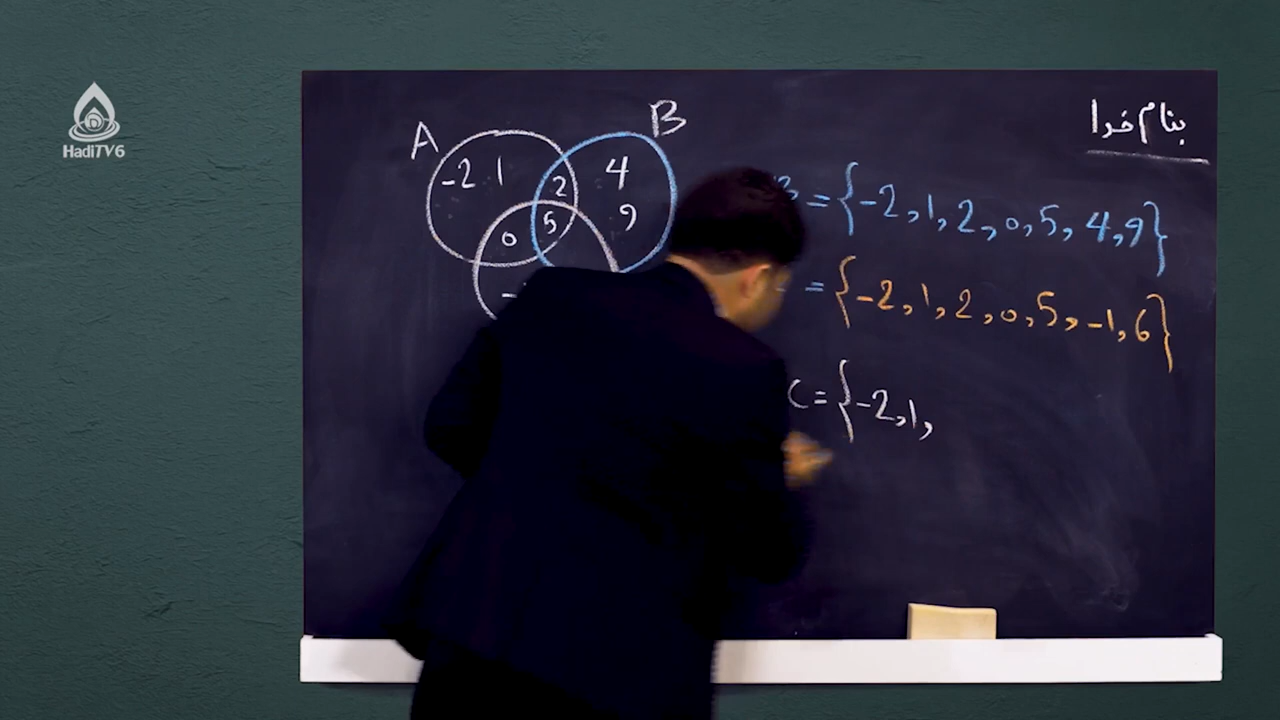 HadiTV6
بنام خدا
A
B
-2 1
2
4
5
9
0
-
B = {-2, 1, 2, 0, 5, 4, 9}
= {-2, 1, 2, 0, 5, -1, 6}
C = {-2, 1,